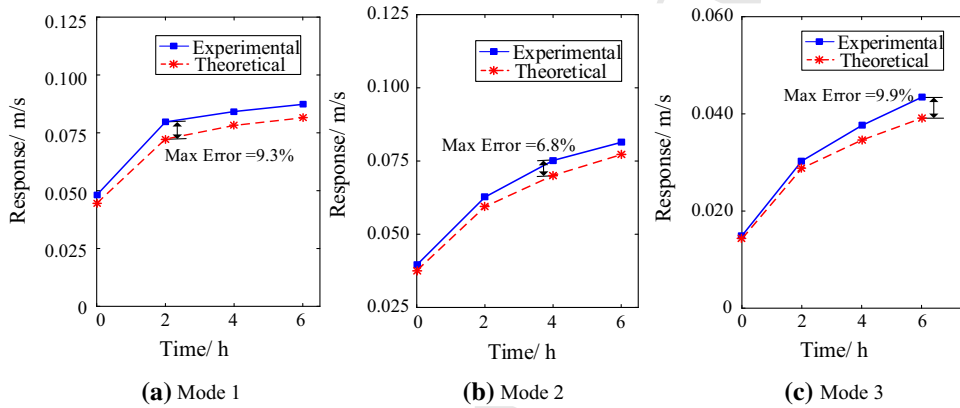 0.125
0.100
0.075
0.050
0.025
0
Response/ m/s
Experimental
Theoretical
Max Error =9.3%
0 2 4 6
Time/ h
(a) Mode 1
0.125
0.100
0.075
0.050
0.025
Response/ m/s
Experimental
Theoretical
Max Error =6.8%
0 2 4 6
Time/ h
(b) Mode 2
0.060
0.040
0.020
0
Response/ m/s
Experimental
Theoretical
Max Error =9.9%
0 2 4 6
Time/ h
(c) Mode 3